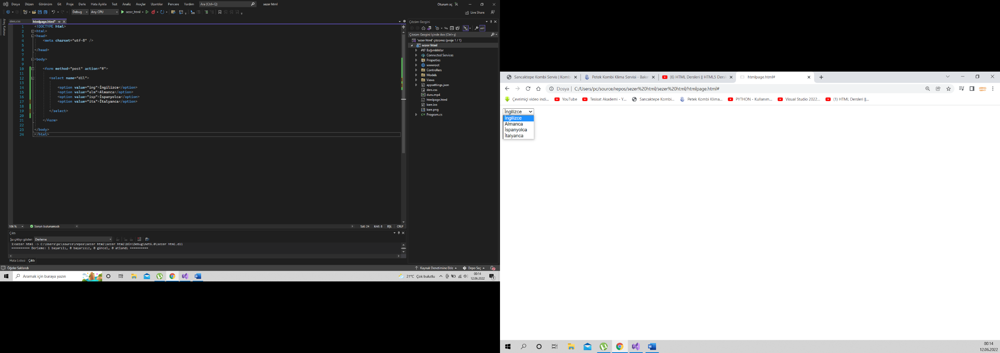 Dosya Düzen Görünüm Git Proje Derle Hata Ayıkla Test Analiz Araçlar Uzantılar Pencere Yardım Ara (Ctrl+Q) sezer html Oturum aç
Debug Any CPU sezer_html Live Share
Araç Kutusu
ders.css htmlpage.html*
1 <!DOCTYPE html>
2 <html>
3 <head>
4 <meta charset="utf-8" />
5
6 </head>
7
8 <body>
9
10 <form method="post" action="#">
11
12 <select name="dil">
13
14 <option value="ing">İngilizce</option>
15 <option value="alm">Almanca</option>
16 <option value="isp">İspanyolca</option>
17 <option value="ita">İtalyanca</option>
18
19 </select>
20
21 </form>
22
23 </body>
24 </html>
106 % Sorun bulunamadı Sat: 24 Krkt: 8 BŞL CRLF
Çıktı
Şu çıktıyı göster: Derleme
1>sezer html -> C:\Users\pc\source\repos\sezer html\sezer html\bin\Debug\net6.0\sezer html.dll
========== Derleme: 1 başarılı, 0 başarısız, 0 güncel, 0 atlandı ==========
Hata Listesi Çıktı
Öğeler Saklandı Kaynak Denetimine Ekle Depo Seç 2
Çözüm Gezgini
Çözüm Gezgini İçinde Ara (Ctrl+ş)
'sezer html' çözümü (proje 1 / 1)
sezer html
Bağımlılıklar
Connected Services
Properties
wwwroot
Controllers
Models
Views
appsettings.json
ders.css
duru.mp4
htmlpage.html
kare.ico
kare.png
C# Program.cs
Aramak için buraya yazın 21°C Çok bulutlu 00:14
12.06.2022 1
Sancaktepe Kombi Servis | Kombi Petek Kombi Klima Servisi - Bakım (6) HTML Dersleri || HTML5 Dersl htmlpage.html#
Dosya | C:/Users/pc/source/repos/sezer%20html/sezer%20html/htmlpage.html#
Çevrimiçi video indi... YouTube Tesisat Akademi - Y... Sancaktepe Kombi... Petek Kombi Klima... PYTHON - Kullanım... Visual Studio 2022... (1) HTML Dersleri ||...
İngilizce
İngilizce
Almanca
İspanyolca
İtalyanca
00:14
12.06.2022